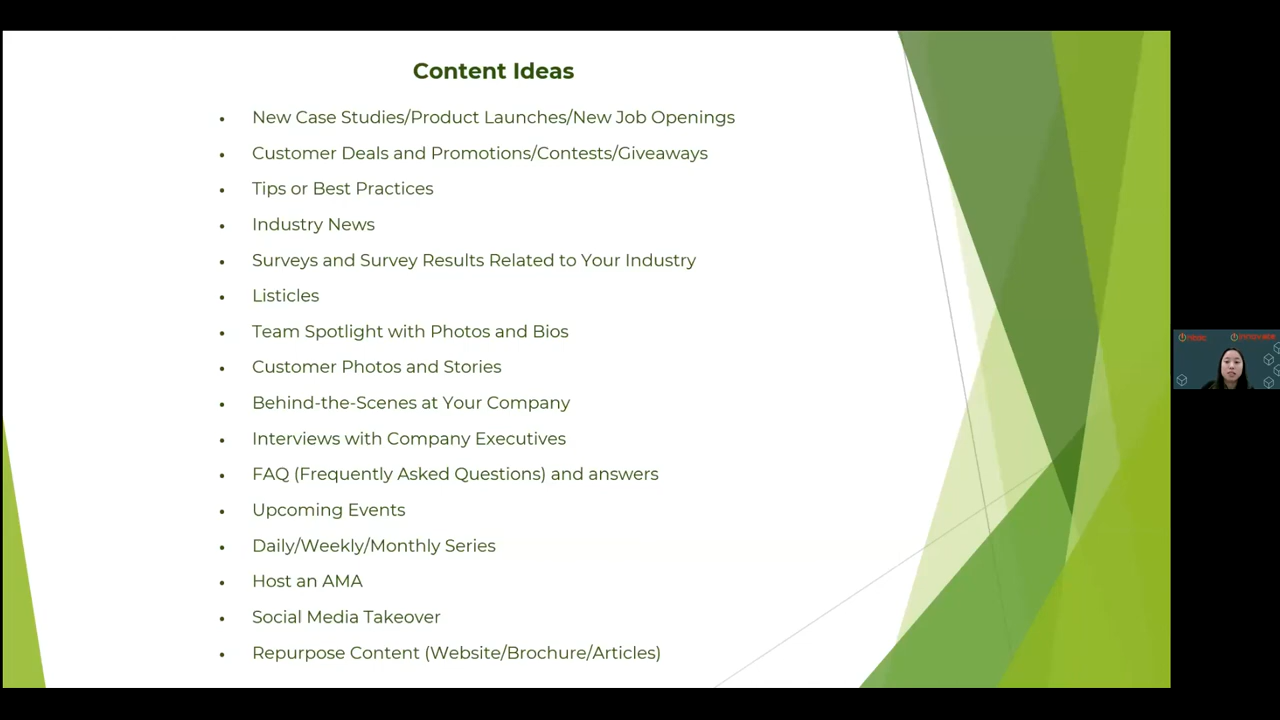 Content Ideas
• New Case Studies/Product Launches/New Job Openings
• Customer Deals and Promotions/Contests/Giveaways
• Tips or Best Practices
• Industry News
• Surveys and Survey Results Related to Your Industry
• Listicles
• Team Spotlight with Photos and Bios
• Customer Photos and Stories
• Behind-the-Scenes at Your Company
• Interviews with Company Executives
• FAQ (Frequently Asked Questions) and answers
• Upcoming Events
• Daily/Weekly/Monthly Series
• Host an AMA
• Social Media Takeover
• Repurpose Content (Website/Brochure/Articles)